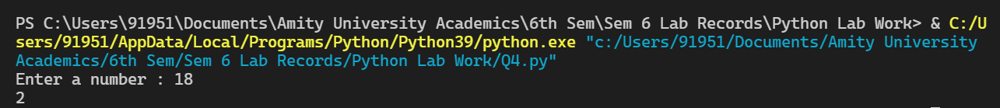 PS C:\Users\91951\Documents\Amity University Academics\6th Sem\Sem 6 Lab Records\Python Lab Work> & C:/U
sers/91951/AppData/Local/Programs/Python/Python39/python.exe "c:/Users/91951/Documents/Amity University
Academics/6th Sem/Sem 6 Lab Records/Python Lab Work/Q4.py"
Enter a number : 18
2